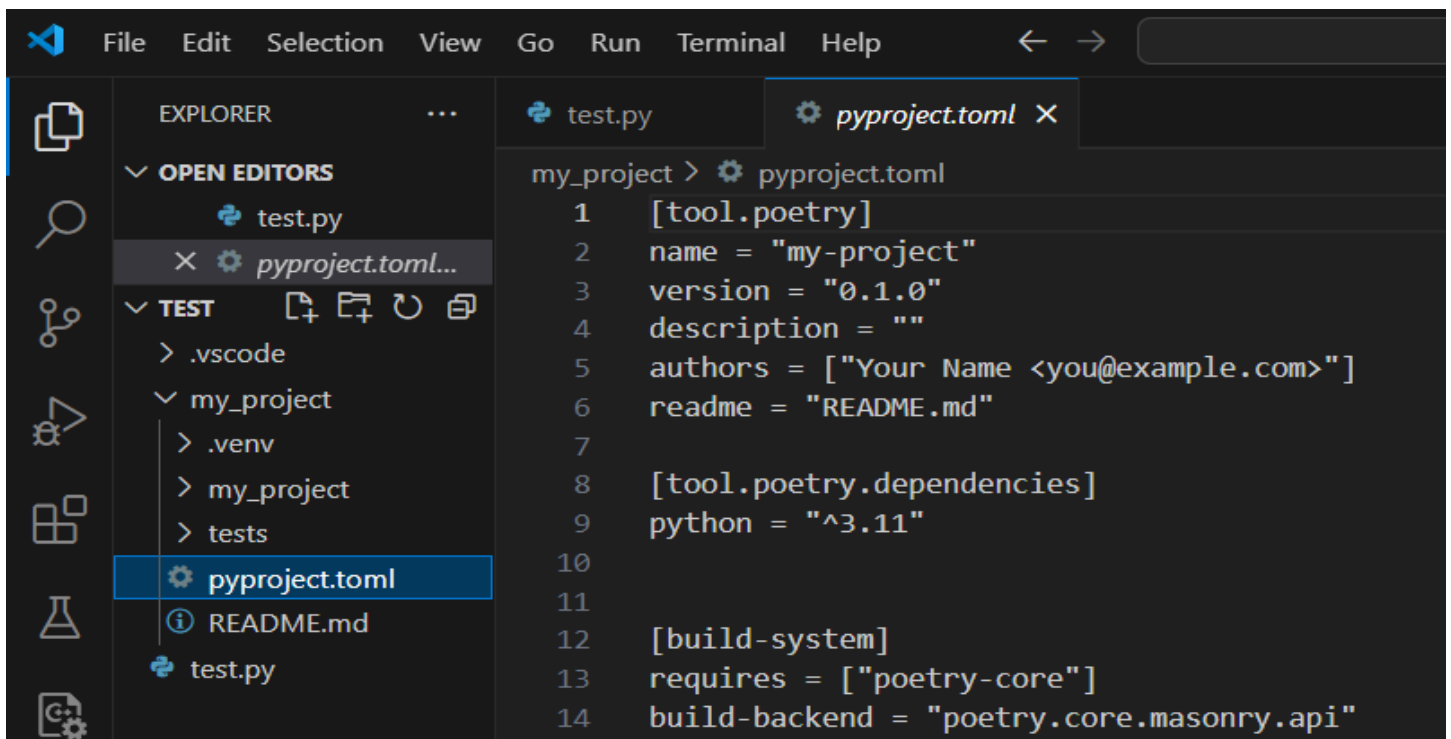 File Edit Selection View Go Run Terminal Help
EXPLORER ...
OPEN EDITORS
test.py
pyproject.toml...
TEST
.vscode
my_project
.venv
my_project
tests
pyproject.toml
README.md
test.py
test.py pyproject.toml
my_project > pyproject.toml
1 [tool.poetry]
2 name = "my-project"
3 version = "0.1.0"
4 description = ""
5 authors = ["Your Name <you@example.com>"]
6 readme = "README.md"
7
8 [tool.poetry.dependencies]
9 python = "^3.11"
10
11
12 [build-system]
13 requires = ["poetry-core"]
14 build-backend = "poetry.core.masonry.api"